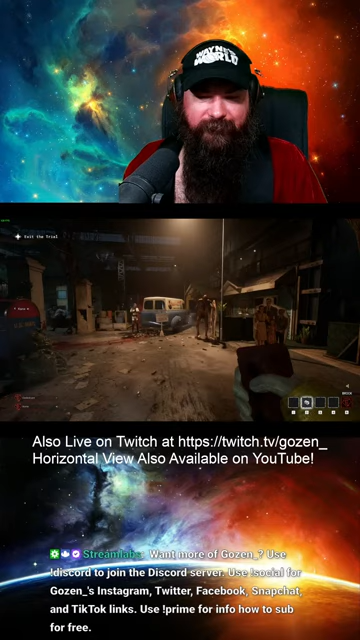 WAYNE'S
WORLD!
Exit the Trial
BRICK
Also Live on Twitch at https://twitch.tv/gozen_
Horizontal View Also Available on YouTube!
Streamlabs: Want more of Gozen_? Use
!discord to join the Discord server. Use !social for
Gozen_'s Instagram, Twitter, Facebook, Snapchat,
and TikTok links. Use !prime for info how to sub
for free.